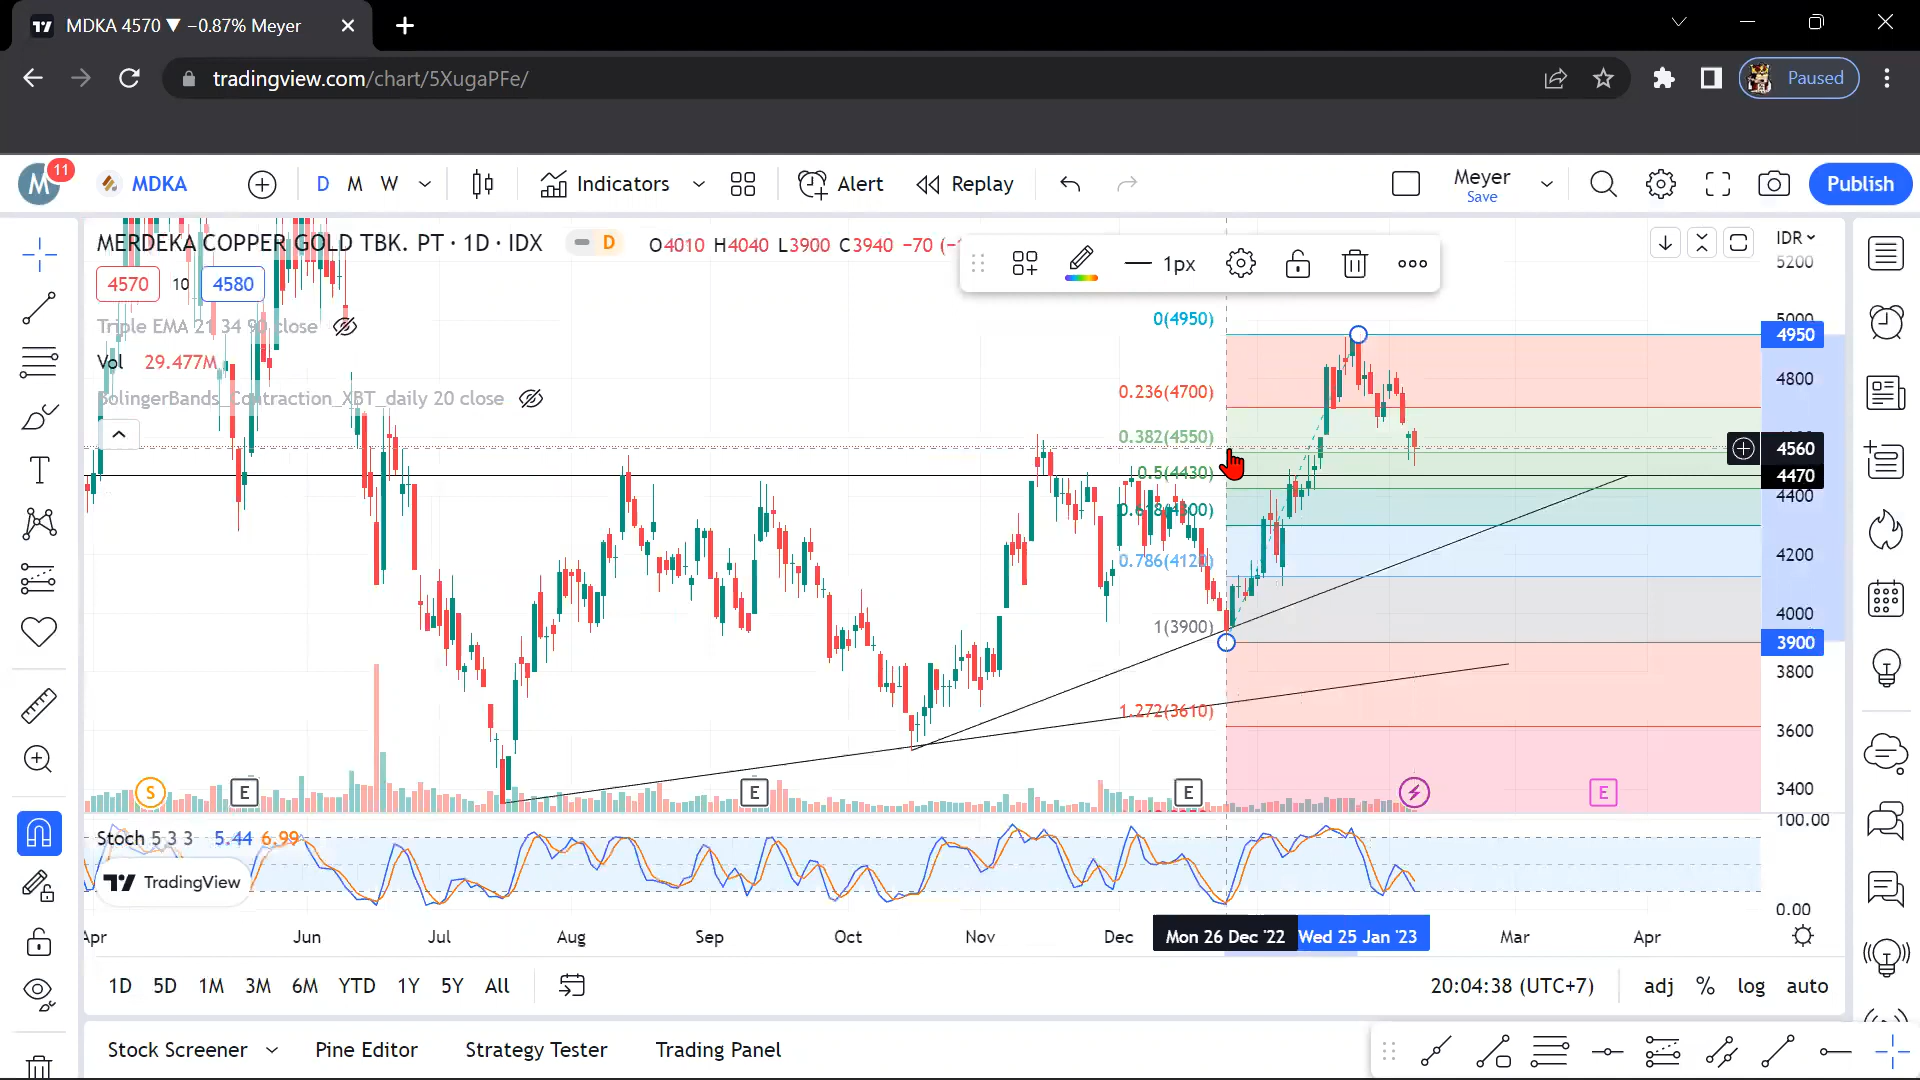 MDKA 4570 ▼ −0.87% Meyer
tradingview.com/chart/5XugaPFe/
Paused
M
11
MDKA
D
M
W
Indicators
Alert
Replay
Meyer
Save
Publish
MERDEKA COPPER GOLD TBK. PT · 1D · IDX
D
O4010 H4040 L3900 C3940 −70
1px
IDR
4570
10
4580
Triple EMA 21 34 90 close
Vol 29.477M
BolingerBands_Contraction_XBT_daily 20 close
0(4950)
0.236(4700)
0.382(4550)
0.5(4430)
0.618(4300)
0.786(4120)
1(3900)
1.272(3610)
5200
5000
4950
4800
4560
4470
4400
4200
4000
3900
3800
3600
3400
S
E
E
E
E
Stoch 5 3 3 5.44 6.99
100.00
0.00
TradingView
Apr
Jun
Jul
Aug
Sep
Oct
Nov
Dec
Mon 26 Dec '22
Wed 25 Jan '23
Mar
Apr
1D
5D
1M
3M
6M
YTD
1Y
5Y
All
20:04:38 (UTC+7)
adj
%
log
auto
Stock Screener
Pine Editor
Strategy Tester
Trading Panel